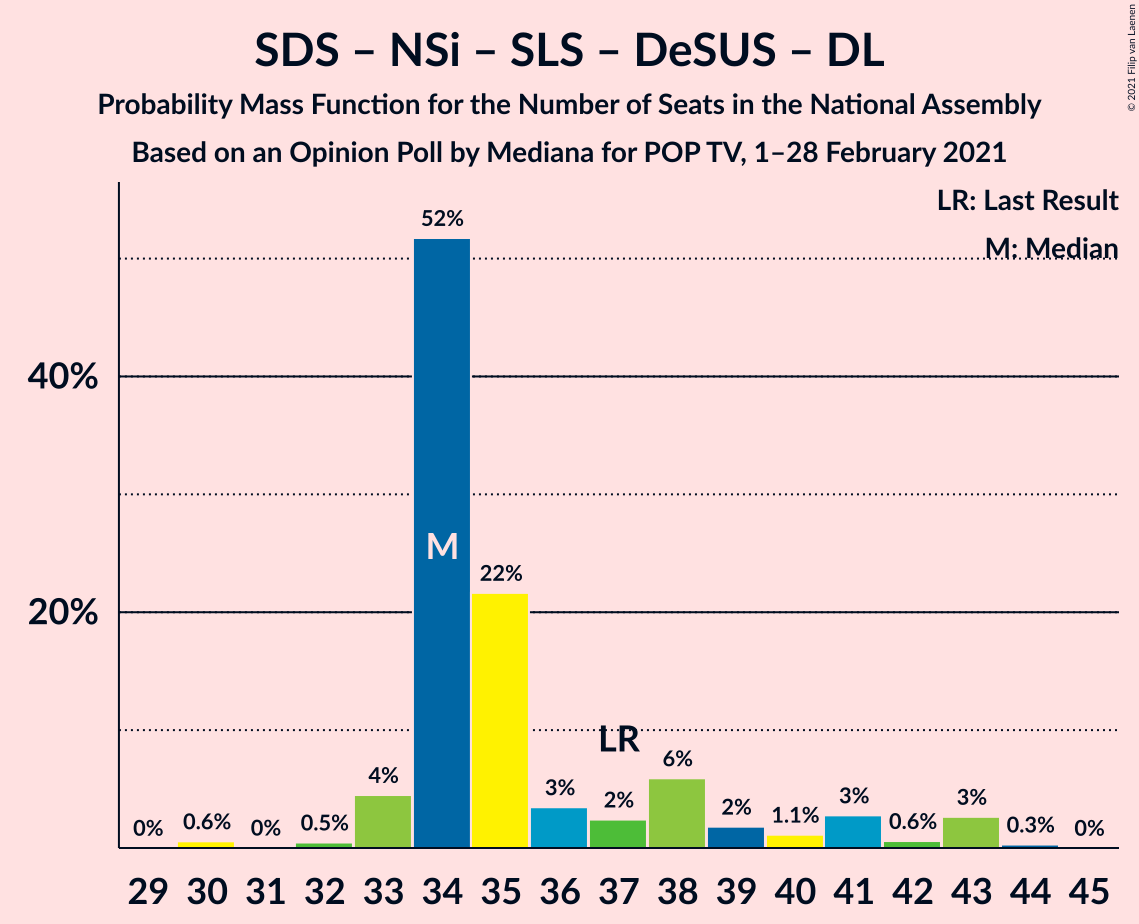 SDS – NSi – SLS – DeSUS – DL
Probability Mass Function for the Number of Seats in the National Assembly
Based on an Opinion Poll by Mediana for POP TV, 1–28 February 2021
© 2021 Filip van Laenen
LR: Last Result
M: Median
40%
20%
0%
0.6%
0%
0.5%
4%
52%
M
22%
3%
2%
LR
6%
2%
1.1%
3%
0.6%
3%
0.3%
0%
29 30 31 32 33 34 35 36 37 38 39 40 41 42 43 44 45